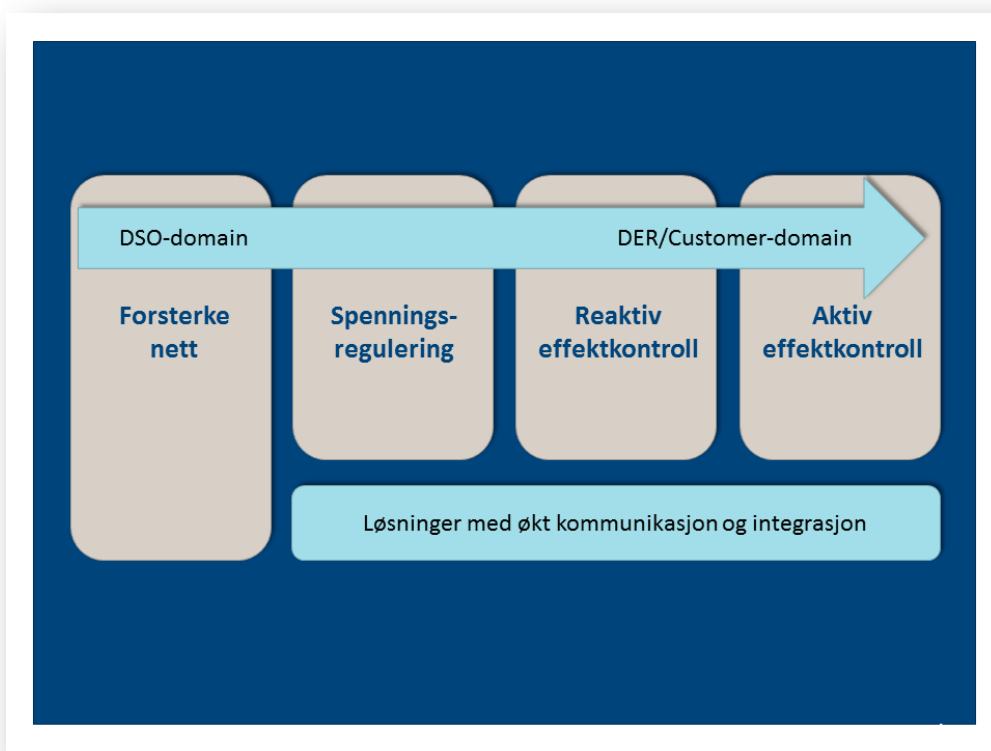 DSO-domain
DER/Customer-domain
Forsterke
nett
Spennings-
regulering
Reaktiv
effektkontroll
Aktiv
effektkontroll
Løsninger med økt kommunikasjon og integrasjon